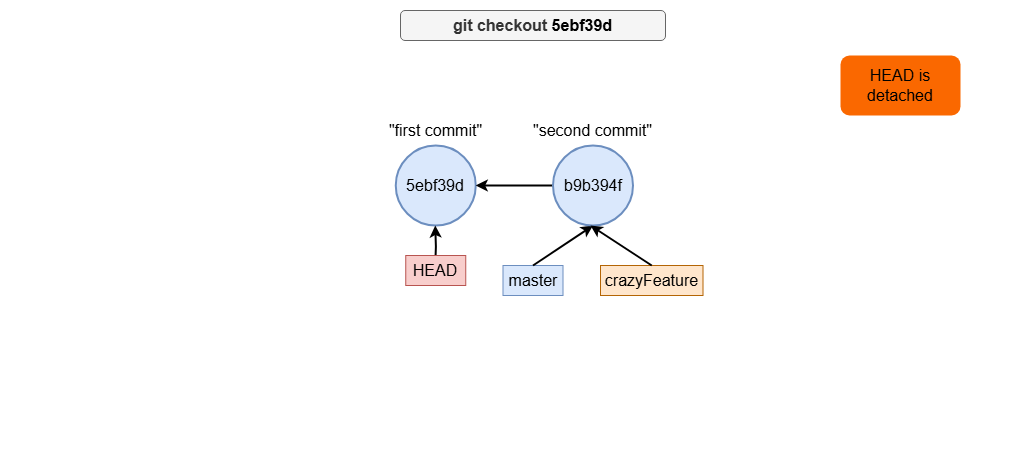 git checkout 5ebf39d
HEAD is
detached
"first commit"
"second commit"
5ebf39d
b9b394f
HEAD
master
crazyFeature